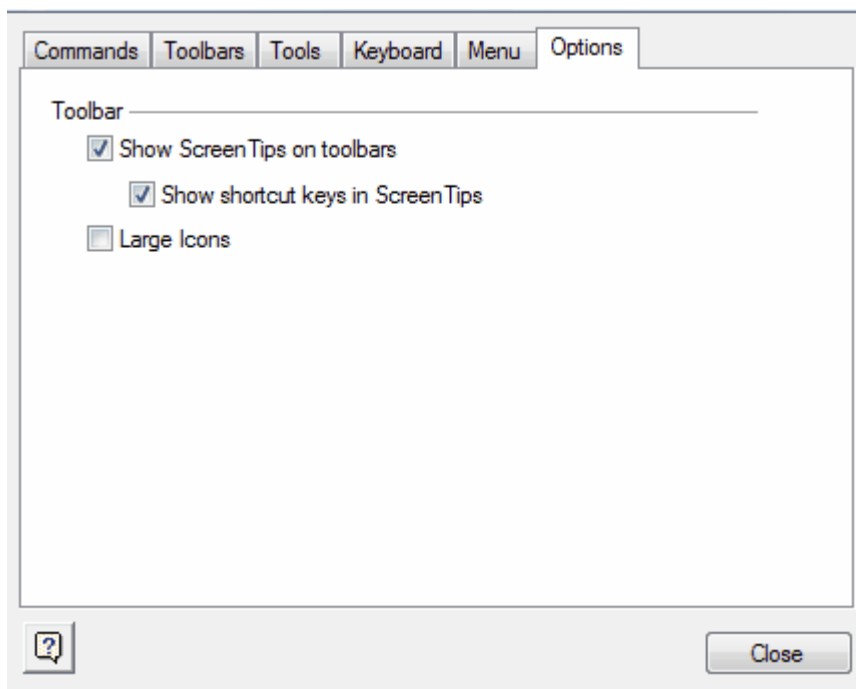 Commands Toolbars Tools Keyboard Menu Options
Toolbar
Show ScreenTips on toolbars
Show shortcut keys in ScreenTips
Large Icons
?
Close